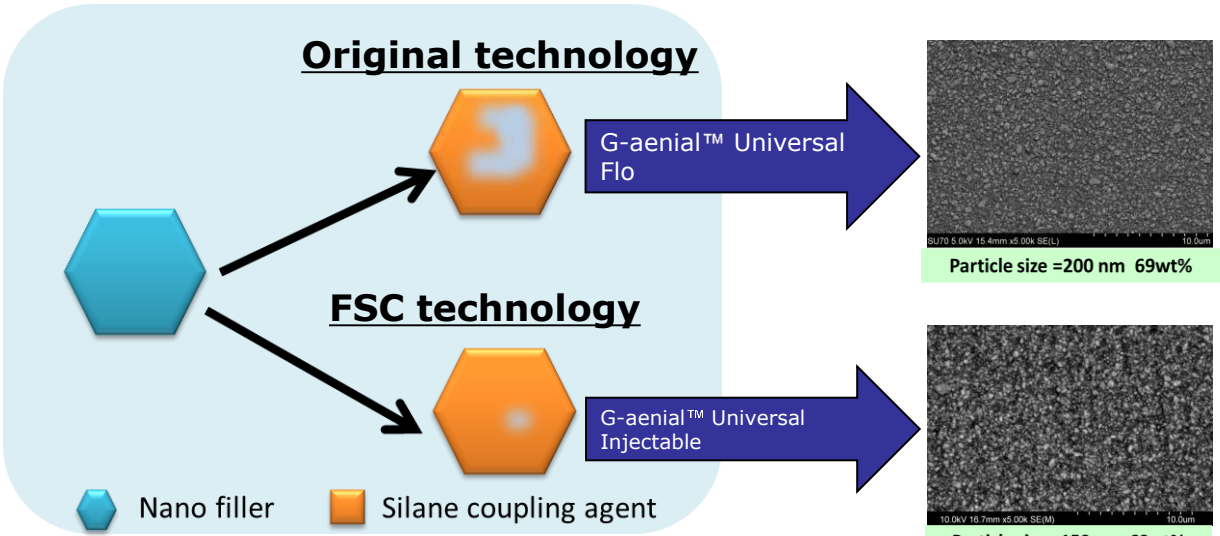 Original technology
G-aenial™ Universal
Flo
SU70 5.0kV 15.4mm x5.00k SE(L) 10.0um
Particle size =200 nm 69wt%
FSC technology
G-aenial™ Universal
Injectable
10.0kV 16.7mm x5.00k SE(M) 10.0um
Nano filler
Silane coupling agent